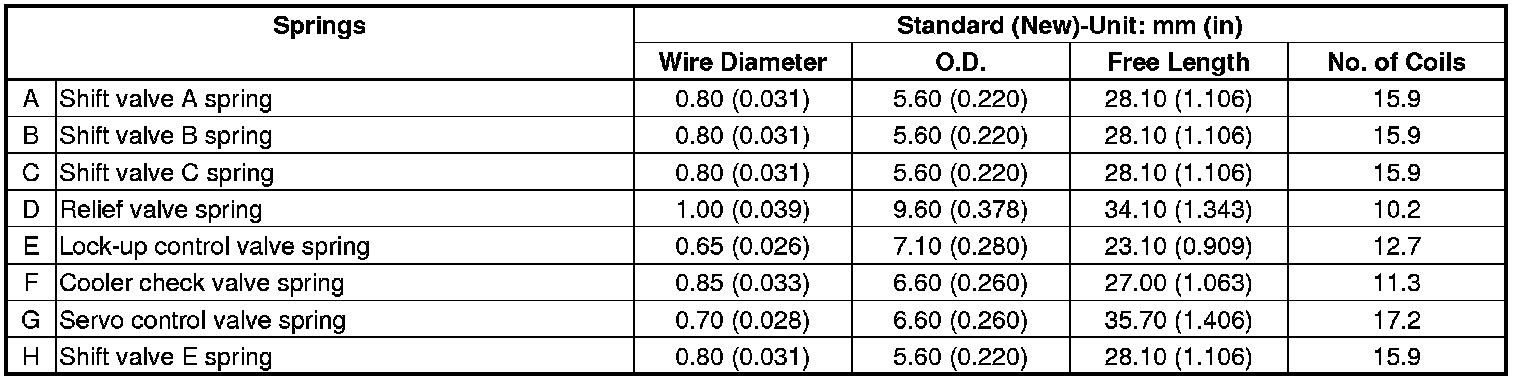 Springs Standard (New)-Unit: mm (in)
Wire Diameter O.D. Free Length No. of Coils
A Shift valve A spring 0.80 (0.031) 5.60 (0.220) 28.10 (1.106) 15.9
B Shift valve B spring 0.80 (0.031) 5.60 (0.220) 28.10 (1.106) 15.9
C Shift valve C spring 0.80 (0.031) 5.60 (0.220) 28.10 (1.106) 15.9
D Relief valve spring 1.00 (0.039) 9.60 (0.378) 34.10 (1.343) 10.2
E Lock-up control valve spring 0.65 (0.026) 7.10 (0.280) 23.10 (0.909) 12.7
F Cooler check valve spring 0.85 (0.033) 6.60 (0.260) 27.00 (1.063) 11.3
G Servo control valve spring 0.70 (0.028) 6.60 (0.260) 35.70 (1.406) 17.2
H Shift valve E spring 0.80 (0.031) 5.60 (0.220) 28.10 (1.106) 15.9